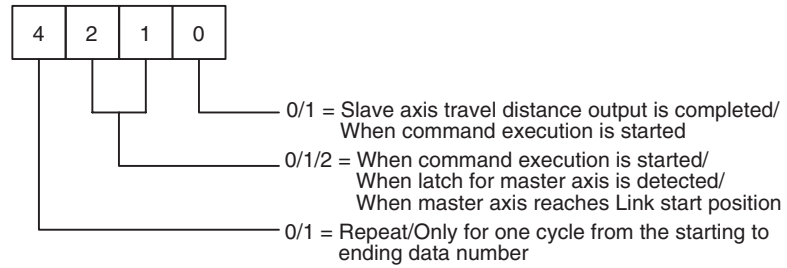 4 2 1 0
0/1 = Slave axis travel distance output is completed/
When command execution is started
0/1/2 = When command execution is started/
When latch for master axis is detected/
When master axis reaches Link start position
0/1 = Repeat/Only for one cycle from the starting to
ending data number